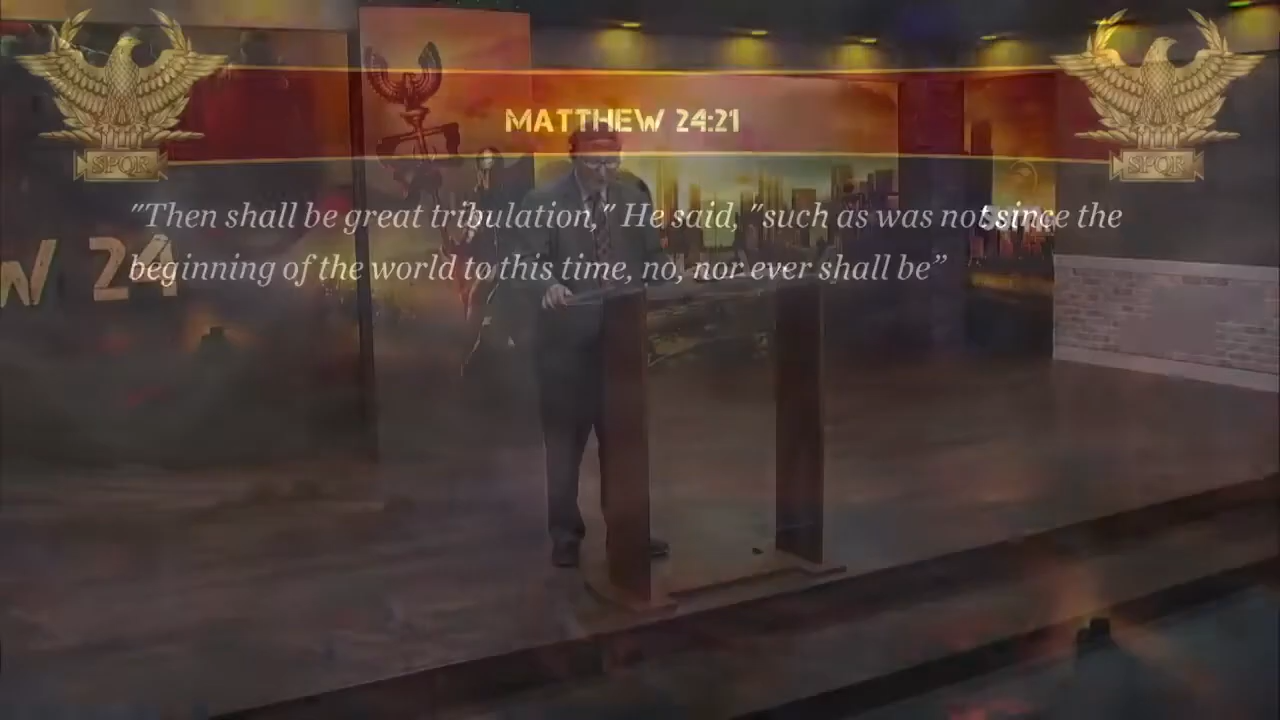 MATTHEW 24:21
SPQR
SPQR
"Then shall be great tribulation," He said, "such as was not since the
beginning of the world to this time, no, nor ever shall be”
W 24